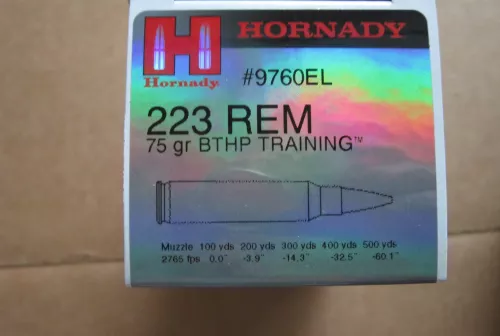 HORNADY
Hornady.
#9760EL
223 REM
75 gr BTHP TRAINING™
Muzzle 100 yds 200 yds 300 yds 400 yds 500 yds
2765 fps 0.0" -3.9" -14.3" -32.5" -60.1"